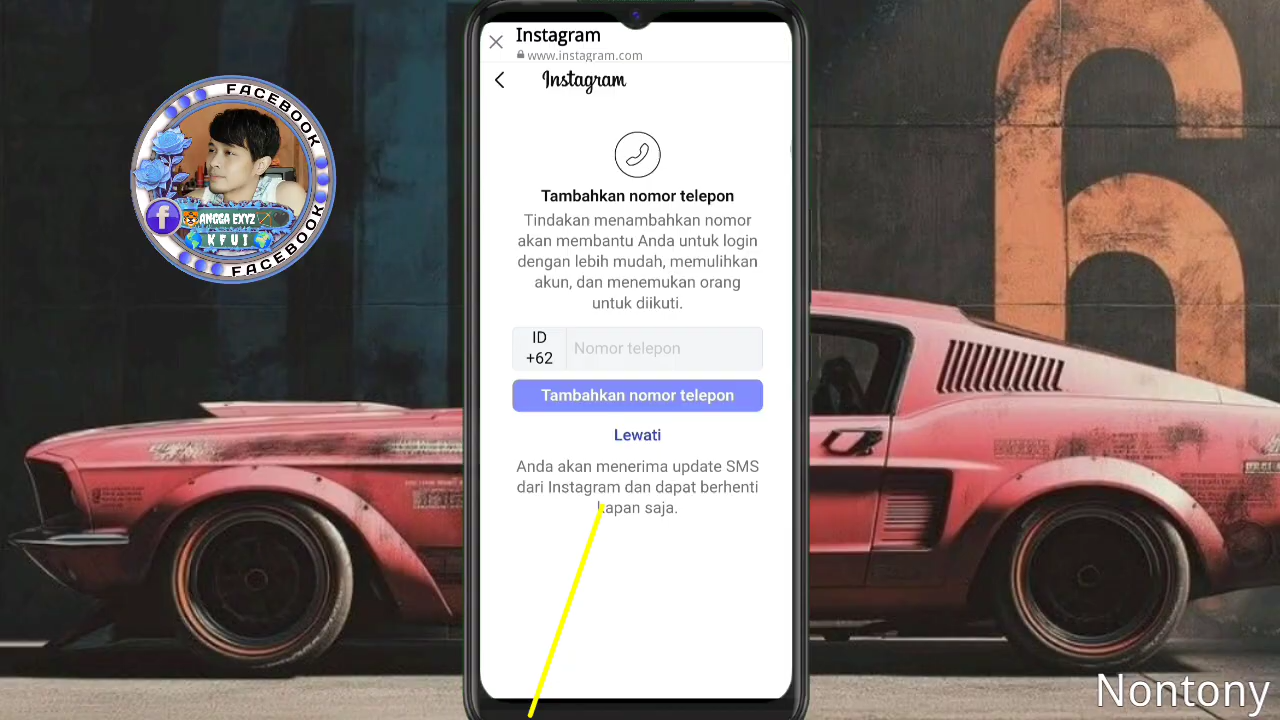 Instagram
www.instagram.com
Instagram
Tambahkan nomor telepon
Tindakan menambahkan nomor
akan membantu Anda untuk login
dengan lebih mudah, memulihkan
akun, dan menemukan orang
untuk diikuti.
ID
+62
Nomor telepon
Tambahkan nomor telepon
Lewati
Anda akan menerima update SMS
dari Instagram dan dapat berhenti
kapan saja.
FACEBOOK
f
ANGGA EXYZ
K F U I
FACEBOOK
66
Nontony